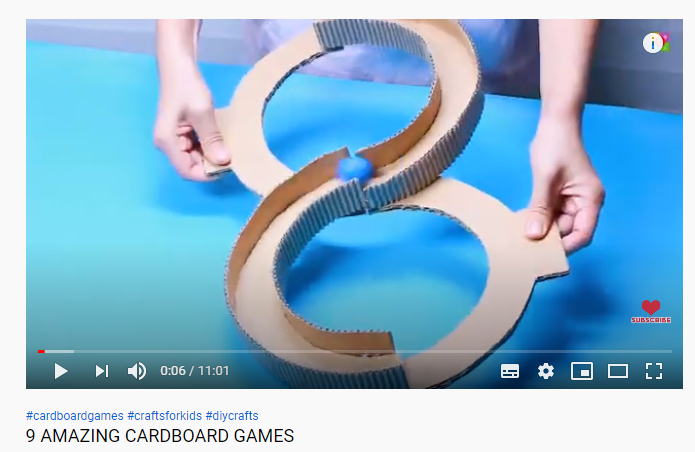 SUBSCRIBE
0:06 / 11:01
#cardboardgames #craftsforkids #diycrafts
9 AMAZING CARDBOARD GAMES